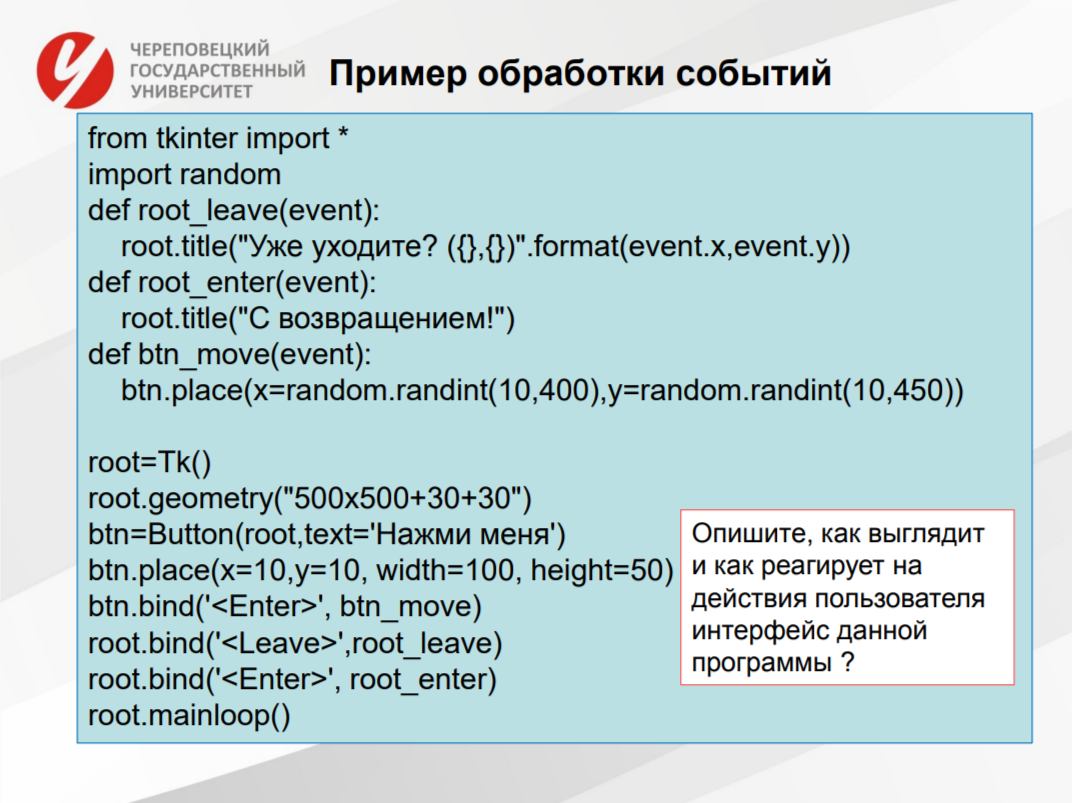 ЧЕРЕПОВЕЦКИЙ
ГОСУДАРСТВЕННЫЙ
УНИВЕРСИТЕТ
Пример обработки событий
from tkinter import *
import random
def root_leave(event):
    root.title("Уже уходите? ({},{})".format(event.x,event.y))
def root_enter(event):
    root.title("С возвращением!")
def btn_move(event):
    btn.place(x=random.randint(10,400),y=random.randint(10,450))
root=Tk()
root.geometry("500x500+30+30")
btn=Button(root,text='Нажми меня')
btn.place(x=10,y=10, width=100, height=50)
btn.bind('<Enter>', btn_move)
root.bind('<Leave>',root_leave)
root.bind('<Enter>', root_enter)
root.mainloop()
Опишите, как выглядит
и как реагирует на
действия пользователя
интерфейс данной
программы ?